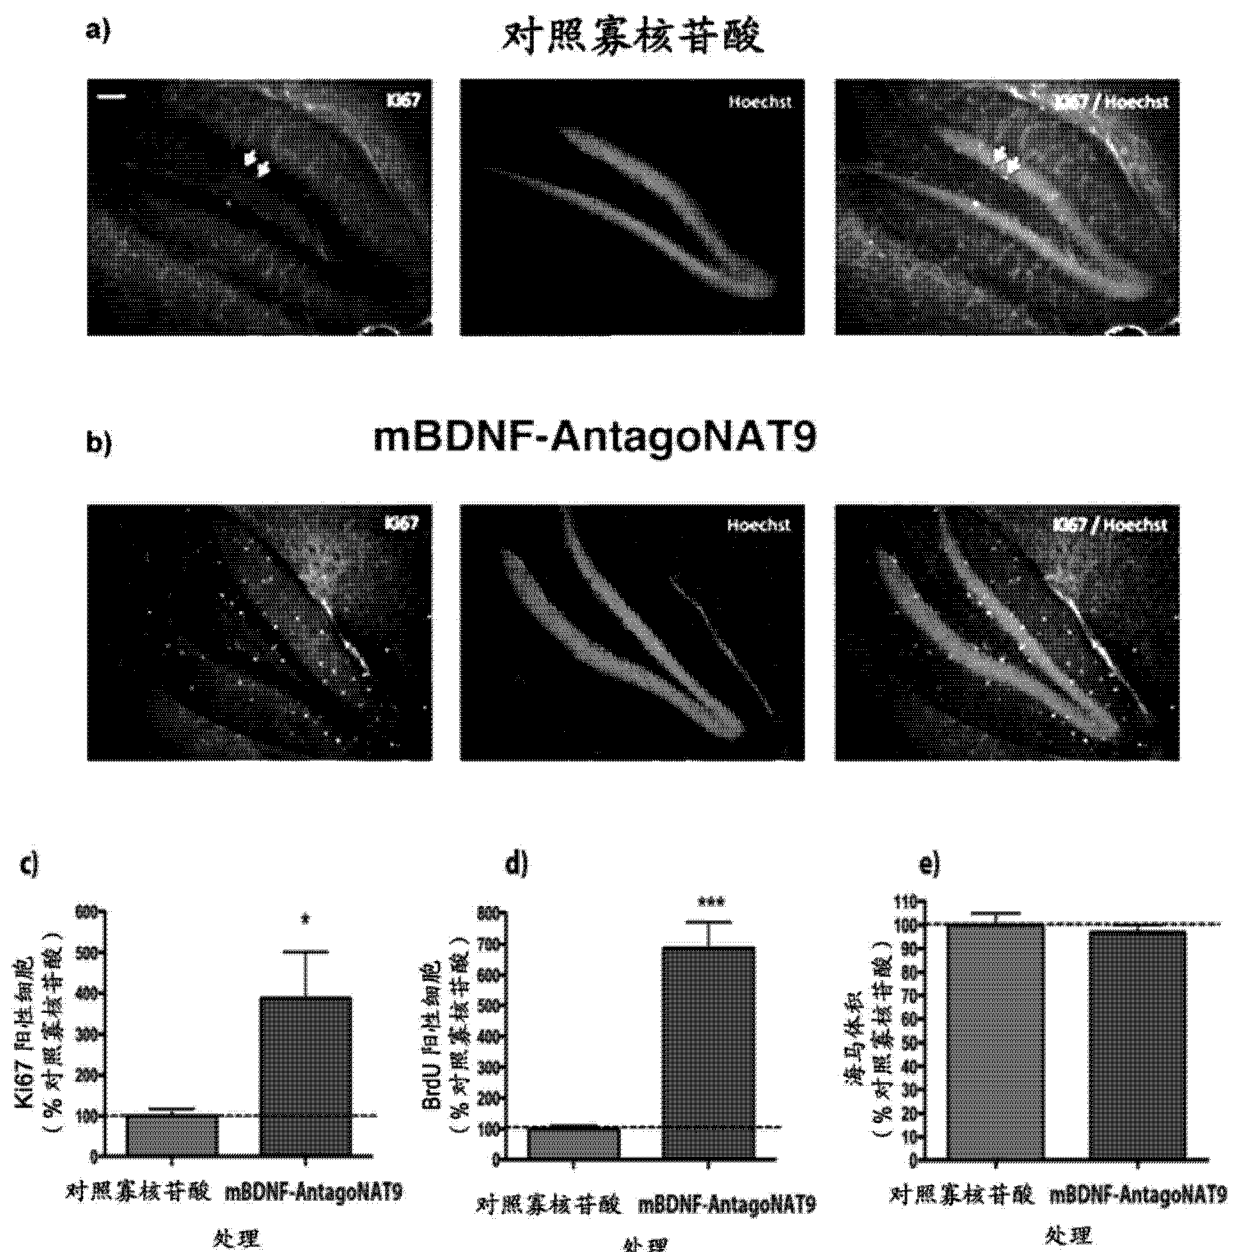 a)
对照寡核苷酸
Ki67
Hoechst
Ki67 / Hoechst
b)
mBDNF-AntagoNAT9
Ki67
Hoechst
Ki67 / Hoechst
c)
Ki67 阳性细胞
（% 对照寡核苷酸）
600
500
400
300
200
100
0
*
对照寡核苷酸
mBDNF-AntagoNAT9
处理
d)
BrdU 阳性细胞
（% 对照寡核苷酸）
800
700
600
500
400
300
200
100
0
***
对照寡核苷酸
mBDNF-AntagoNAT9
处理
e)
海马体积
（% 对照寡核苷酸）
110
100
90
80
70
60
50
40
30
20
10
0
对照寡核苷酸
mBDNF-AntagoNAT9
处理